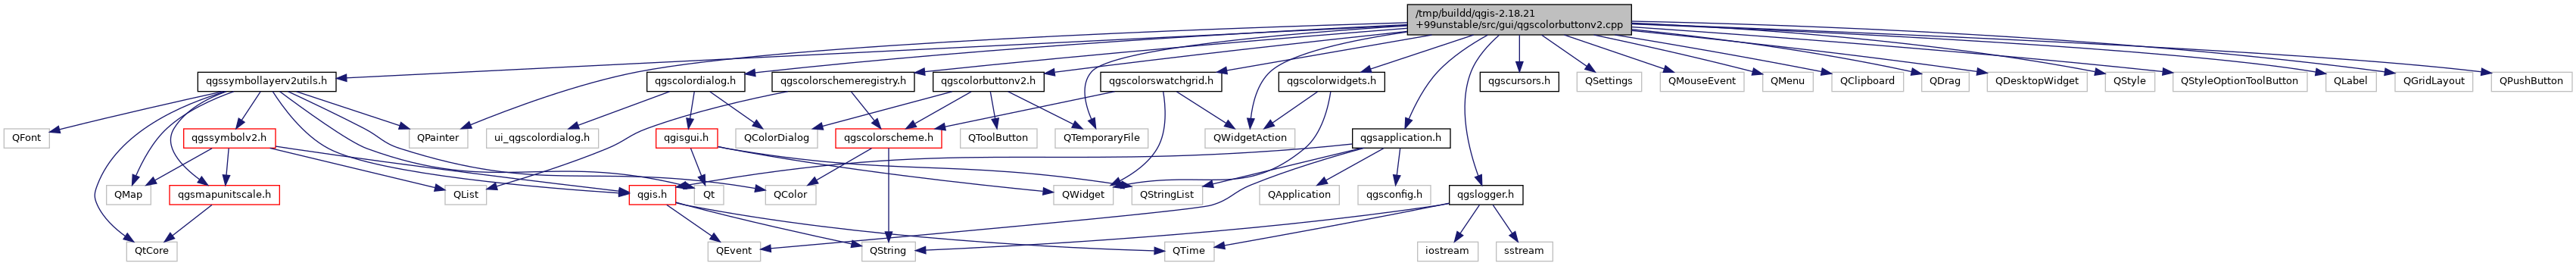 /tmp/buildd/qgis-2.18.21
+99unstable/src/gui/qgscolorbuttonv2.cpp
qgssymbollayerv2utils.h
qgscolordialog.h
qgscolorschemeregistry.h
qgscolorbuttonv2.h
qgscolorswatchgrid.h
qgscolorwidgets.h
qgscursors.h
QSettings
QMouseEvent
QMenu
QClipboard
QDrag
QDesktopWidget
QStyle
QStyleOptionToolButton
QLabel
QGridLayout
QPushButton
QFont
qgssymbolv2.h
QPainter
ui_qgscolordialog.h
qgisgui.h
QColorDialog
qgscolorscheme.h
QToolButton
QTemporaryFile
QWidgetAction
qgsapplication.h
QMap
qgsmapunitscale.h
QList
qgis.h
Qt
QColor
QWidget
QStringList
QApplication
qgsconfig.h
qgslogger.h
QtCore
QEvent
QString
QTime
iostream
sstream